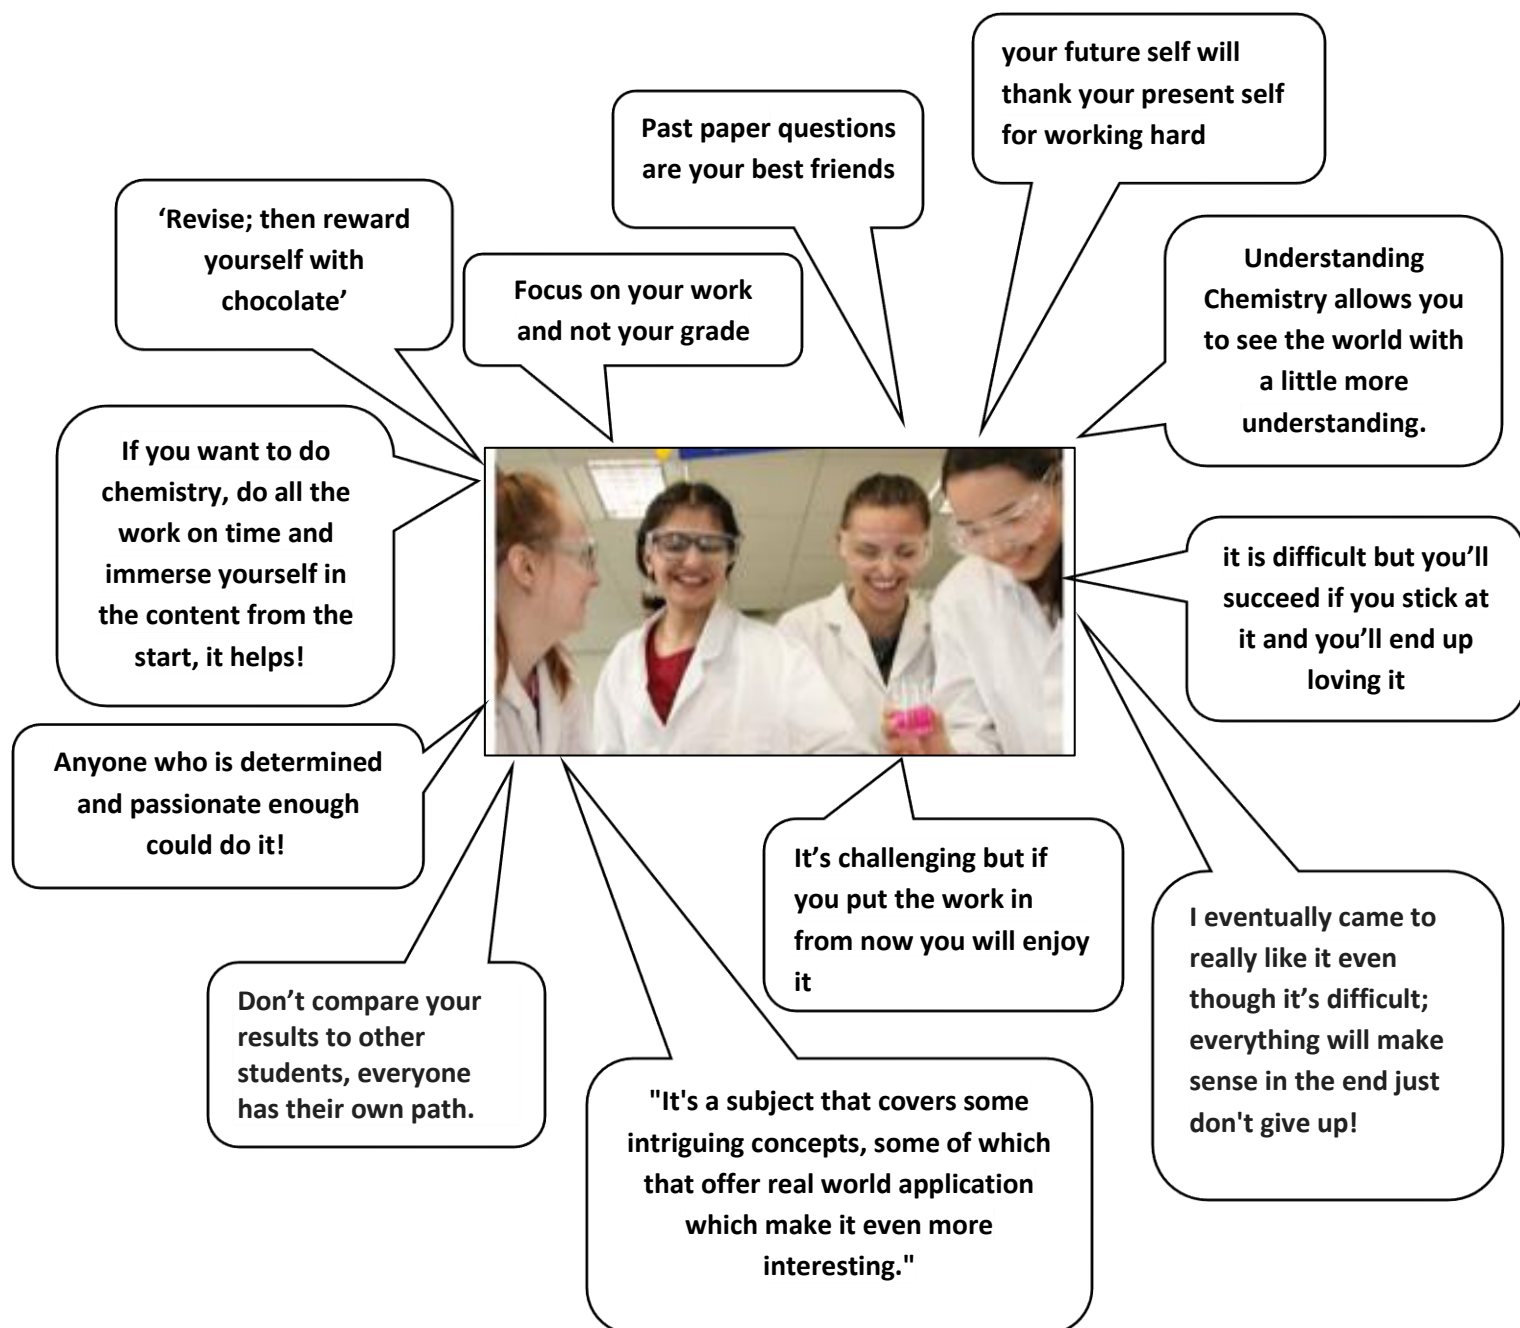 your future self will
thank your present self
for working hard
Past paper questions
are your best friends
‘Revise; then reward
yourself with
chocolate’
Focus on your work
and not your grade
Understanding
Chemistry allows you
to see the world with
a little more
understanding.
If you want to do
chemistry, do all the
work on time and
immerse yourself in
the content from the
start, it helps!
it is difficult but you’ll
succeed if you stick at
it and you’ll end up
loving it
Anyone who is determined
and passionate enough
could do it!
It’s challenging but if
you put the work in
from now you will enjoy
it
I eventually came to
really like it even
though it’s difficult;
everything will make
sense in the end just
don't give up!
Don’t compare your
results to other
students, everyone
has their own path.
"It's a subject that covers some
intriguing concepts, some of which
that offer real world application
which make it even more
interesting."